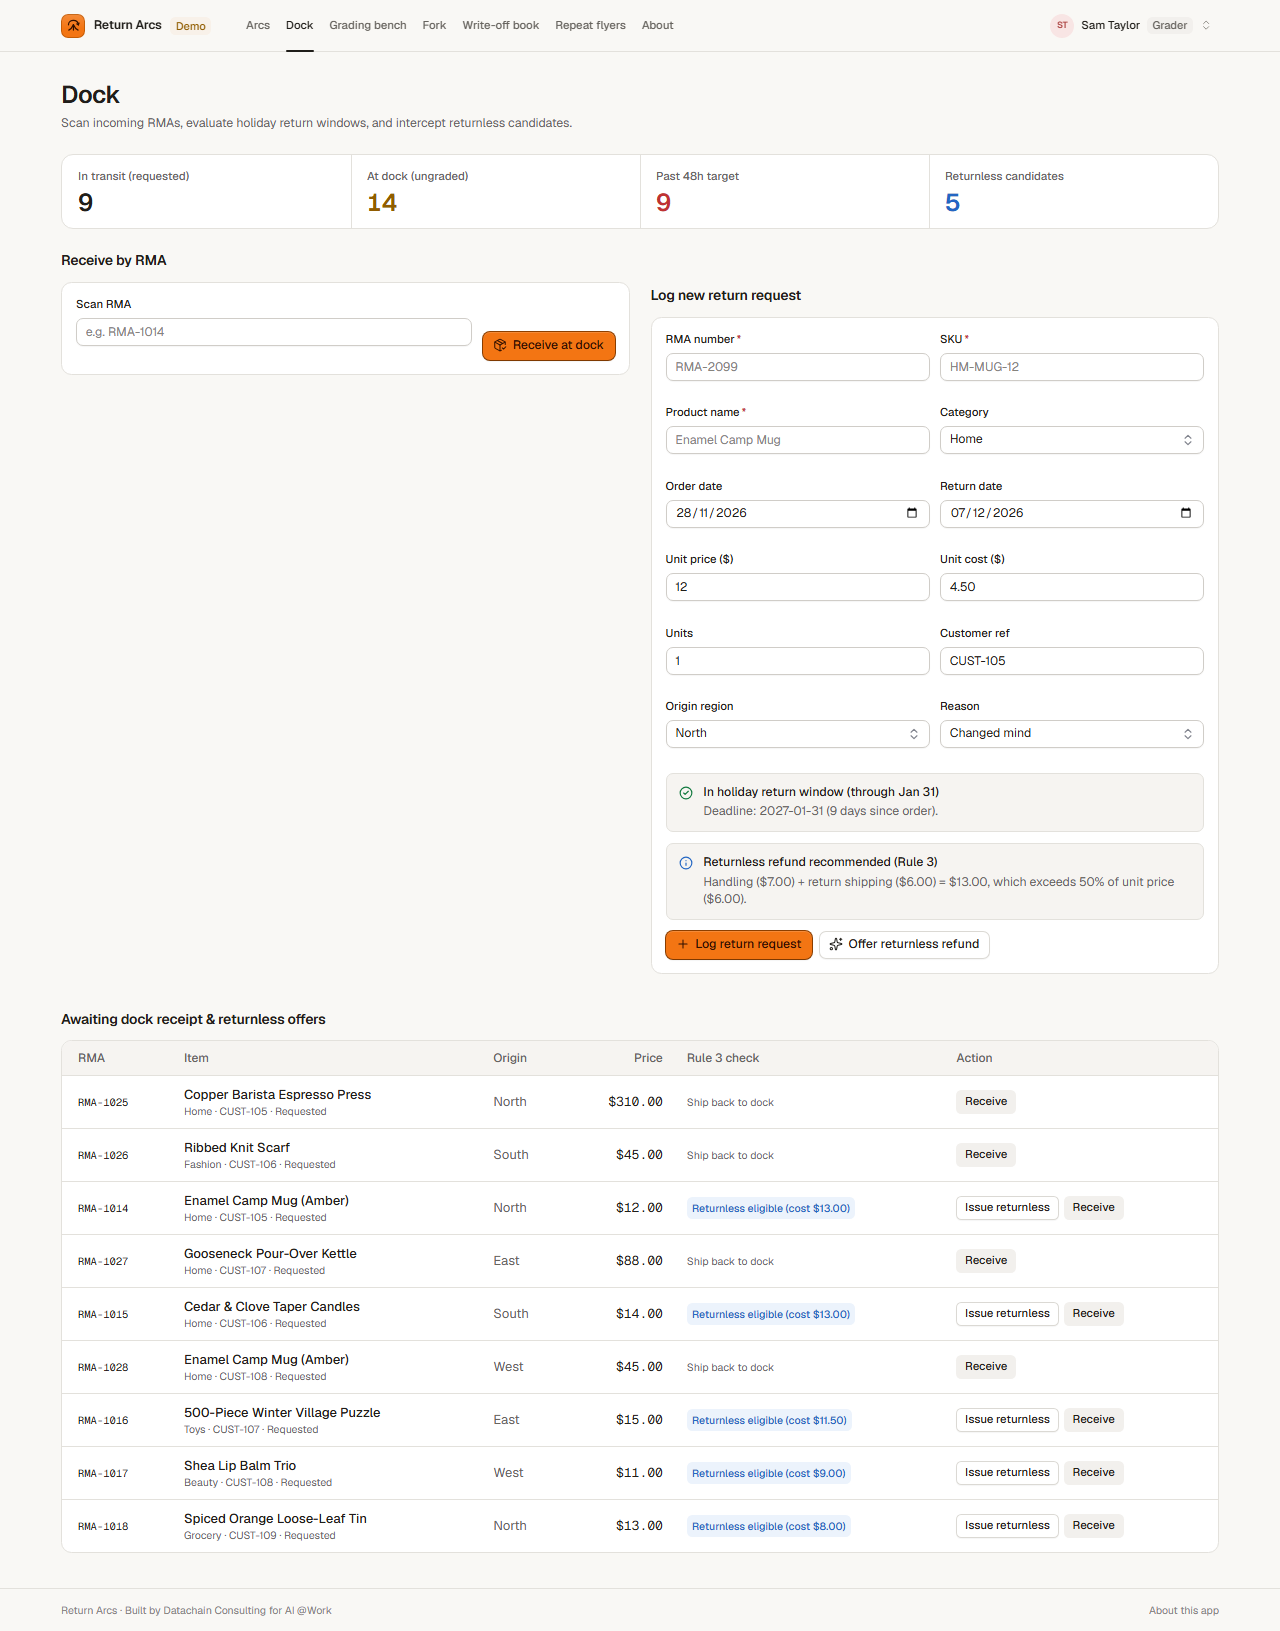 Return Arcs Demo Arcs Dock Grading bench Fork Write-off book Repeat flyers About ST Sam Taylor Grader
Dock
Scan incoming RMAs, evaluate holiday return windows, and intercept returnless candidates.
In transit (requested)
9
At dock (ungraded)
14
Past 48h target
9
Returnless candidates
5
Receive by RMA
Scan RMA
e.g. RMA-1014
Receive at dock
Log new return request
RMA number * SKU *
RMA-2099 HM-MUG-12
Product name * Category
Enamel Camp Mug Home
Order date Return date
28/11/2026 07/12/2026
Unit price ($) Unit cost ($)
12 4.50
Units Customer ref
1 CUST-105
Origin region Reason
North Changed mind
In holiday return window (through Jan 31)
Deadline: 2027-01-31 (9 days since order).
Returnless refund recommended (Rule 3)
Handling ($7.00) + return shipping ($6.00) = $13.00, which exceeds 50% of unit price
($6.00).
Log return request Offer returnless refund
Awaiting dock receipt & returnless offers
RMA Item Origin Price Rule 3 check Action
RMA-1025 Copper Barista Espresso Press North $310.00 Ship back to dock Receive
Home · CUST-105 · Requested
RMA-1026 Ribbed Knit Scarf South $45.00 Ship back to dock Receive
Fashion · CUST-106 · Requested
RMA-1014 Enamel Camp Mug (Amber) North $12.00 Returnless eligible (cost $13.00) Issue returnless Receive
Home · CUST-105 · Requested
RMA-1027 Gooseneck Pour-Over Kettle East $88.00 Ship back to dock Receive
Home · CUST-107 · Requested
RMA-1015 Cedar & Clove Taper Candles South $14.00 Returnless eligible (cost $13.00) Issue returnless Receive
Home · CUST-106 · Requested
RMA-1028 Enamel Camp Mug (Amber) West $45.00 Ship back to dock Receive
Home · CUST-108 · Requested
RMA-1016 500-Piece Winter Village Puzzle East $15.00 Returnless eligible (cost $11.50) Issue returnless Receive
Toys · CUST-107 · Requested
RMA-1017 Shea Lip Balm Trio West $11.00 Returnless eligible (cost $9.00) Issue returnless Receive
Beauty · CUST-108 · Requested
RMA-1018 Spiced Orange Loose-Leaf Tin North $13.00 Returnless eligible (cost $8.00) Issue returnless Receive
Grocery · CUST-109 · Requested
Return Arcs · Built by Datachain Consulting for AI @Work About this app